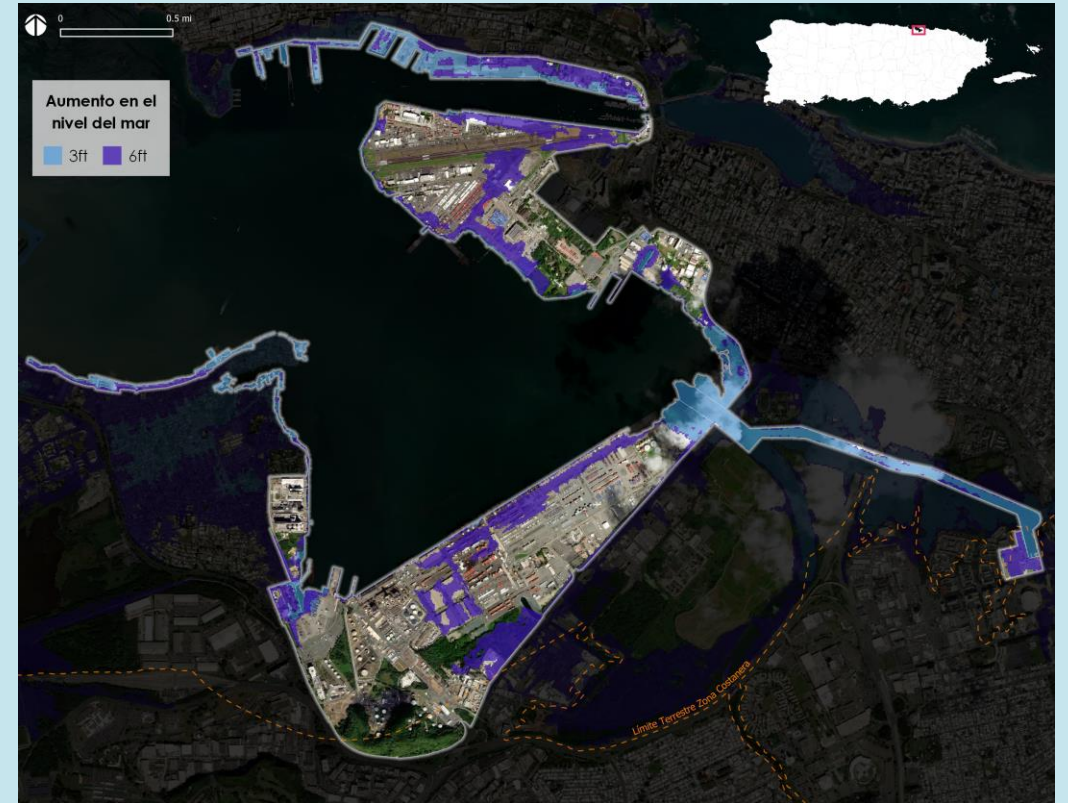 0
0.5 mi
Aumento en el
nivel del mar
3ft
6ft
Límite Terrestre Zona Costanera